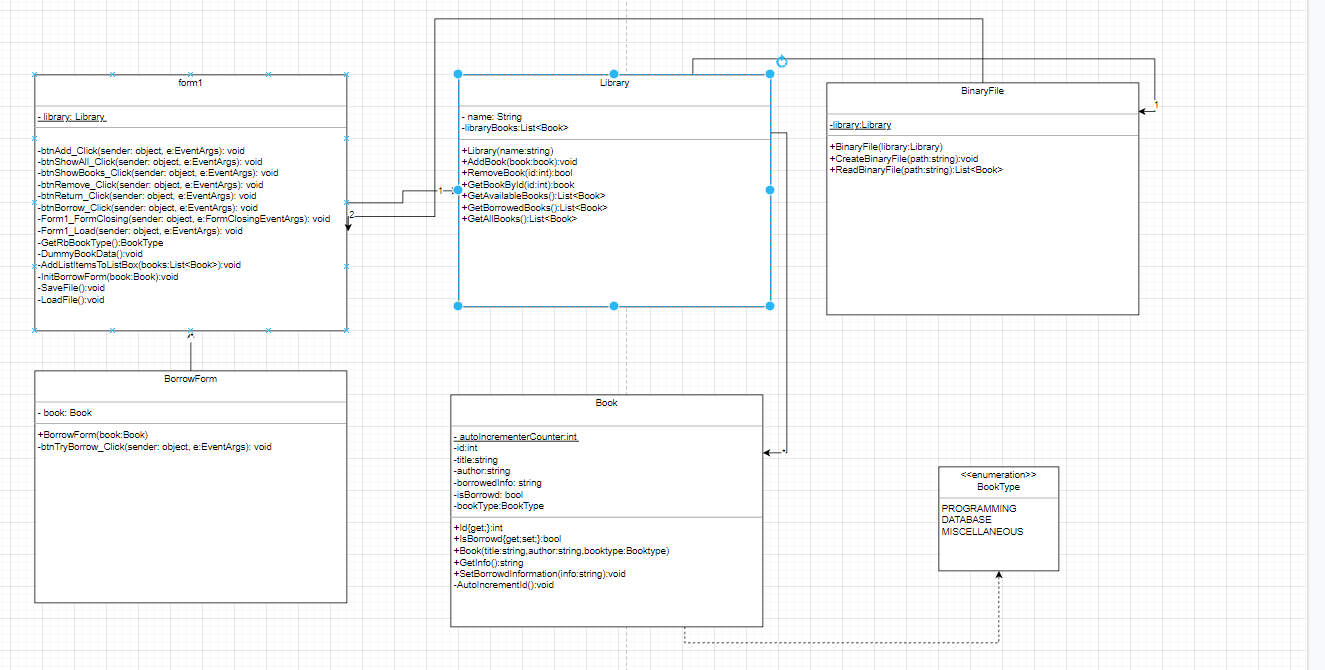 form1
- library: Library
-btnAdd_Click(sender: object, e:EventArgs): void
-btnShowAll_Click(sender: object, e:EventArgs): void
-btnShowBooks_Click(sender: object, e:EventArgs): void
-btnRemove_Click(sender: object, e:EventArgs): void
-btnReturn_Click(sender: object, e:EventArgs): void
-btnBorrow_Click(sender: object, e:EventArgs): void
-Form1_FormClosing(sender: object, e:FormClosingEventArgs): void
-Form1_Load(sender: object, e:EventArgs): void
-GetRbBookType():BookType
-DummyBookData():void
-AddListItemsToListBox(books:List<Book>):void
-InitBorrowForm(book:Book):void
-SaveFile():void
-LoadFile():void
1
2
Library
- name: String
-libraryBooks:List<Book>
+Library(name:string)
+AddBook(book:book):void
+RemoveBook(id:int):bool
+GetBookById(id:int):book
+GetAvailableBooks():List<Book>
+GetBorrowedBooks():List<Book>
+GetAllBooks():List<Book>
BinaryFile
-library:Library
+BinaryFile(library:Library)
+CreateBinaryFile(path:string):void
+ReadBinaryFile(path:string):List<Book>
1
BorrowForm
- book: Book
+BorrowForm(book:Book)
-btnTryBorrow_Click(sender: object, e:EventArgs): void
Book
- autoIncrementerCounter:int
-id:int
-title:string
-author:string
-borrowedInfo: string
-isBorrowd: bool
-bookType:BookType
+Id{get;}:int
+IsBorrowd{get;set;}:bool
+Book(title:string,author:string,booktype:Booktype)
+GetInfo():string
+SetBorrowdInformation(info:string):void
-AutoIncrementId():void
*
<<enumeration>>
BookType
PROGRAMMING
DATABASE
MISCELLANEOUS